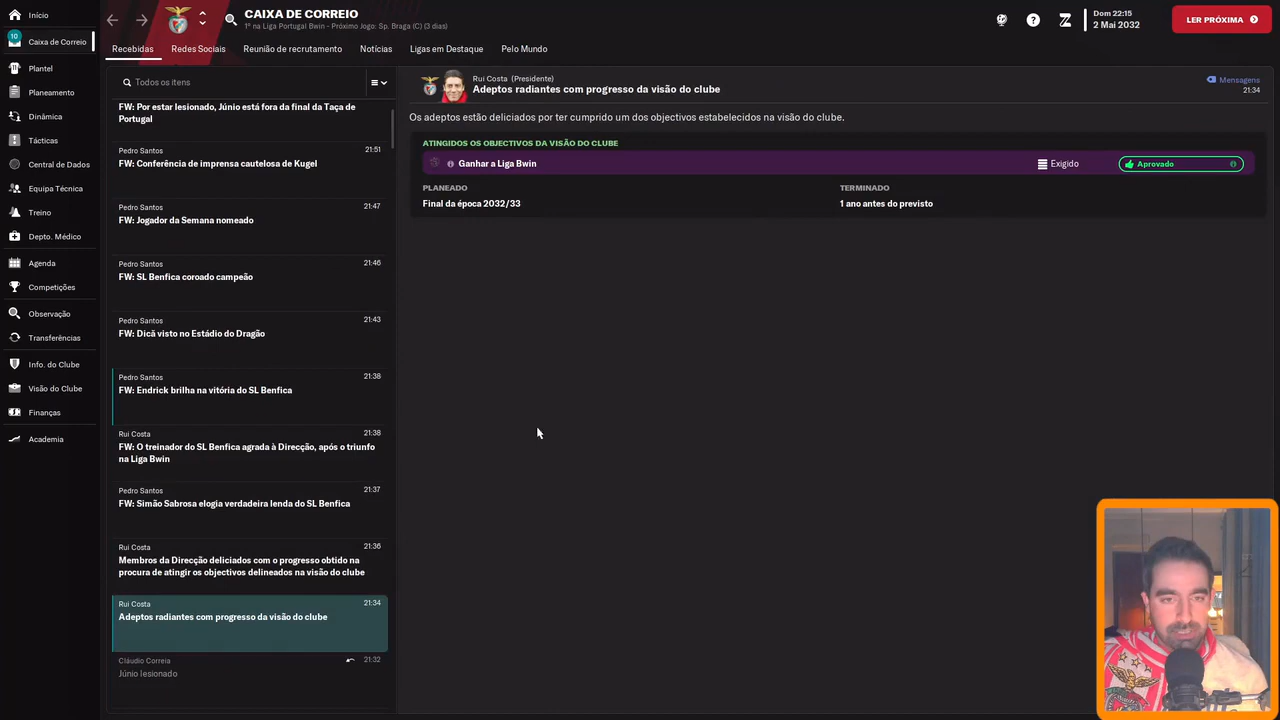 Início
10
Caixa de Correio
Plantel
Planeamento
Dinâmica
Tácticas
Central de Dados
Equipa Técnica
Treino
Depto. Médico
Agenda
Competições
Observação
Transferências
Info. do Clube
Visão do Clube
Finanças
Academia
CAIXA DE CORREIO
1º na Liga Portugal Bwin - Próximo Jogo: Sp. Braga (C) (3 dias)
Dom 22:15
2 Mai 2032
LER PRÓXIMA
Recebidas
Redes Sociais
Reunião de recrutamento
Notícias
Ligas em Destaque
Pelo Mundo
Todos os itens
FW: Por estar lesionado, Júnio está fora da final da Taça de
Portugal
Pedro Santos 21:51
FW: Conferência de imprensa cautelosa de Kugel
Pedro Santos 21:47
FW: Jogador da Semana nomeado
Pedro Santos 21:46
FW: SL Benfica coroado campeão
Pedro Santos 21:43
FW: Dicã visto no Estádio do Dragão
Pedro Santos 21:38
FW: Endrick brilha na vitória do SL Benfica
Rui Costa 21:38
FW: O treinador do SL Benfica agrada à Direcção, após o triunfo
na Liga Bwin
Pedro Santos 21:37
FW: Simão Sabrosa elogia verdadeira lenda do SL Benfica
Rui Costa 21:36
Membros da Direcção deliciados com o progresso obtido na
procura de atingir os objectivos delineados na visão do clube
Rui Costa 21:34
Adeptos radiantes com progresso da visão do clube
Cláudio Correia 21:32
Júnio lesionado
Rui Costa (Presidente)
Adeptos radiantes com progresso da visão do clube
Mensagens
21:34
Os adeptos estão deliciados por ter cumprido um dos objectivos estabelecidos na visão do clube.
ATINGIDOS OS OBJECTIVOS DA VISÃO DO CLUBE
Ganhar a Liga Bwin
Exigido
Aprovado
PLANEADO
Final da época 2032/33
TERMINADO
1 ano antes do previsto